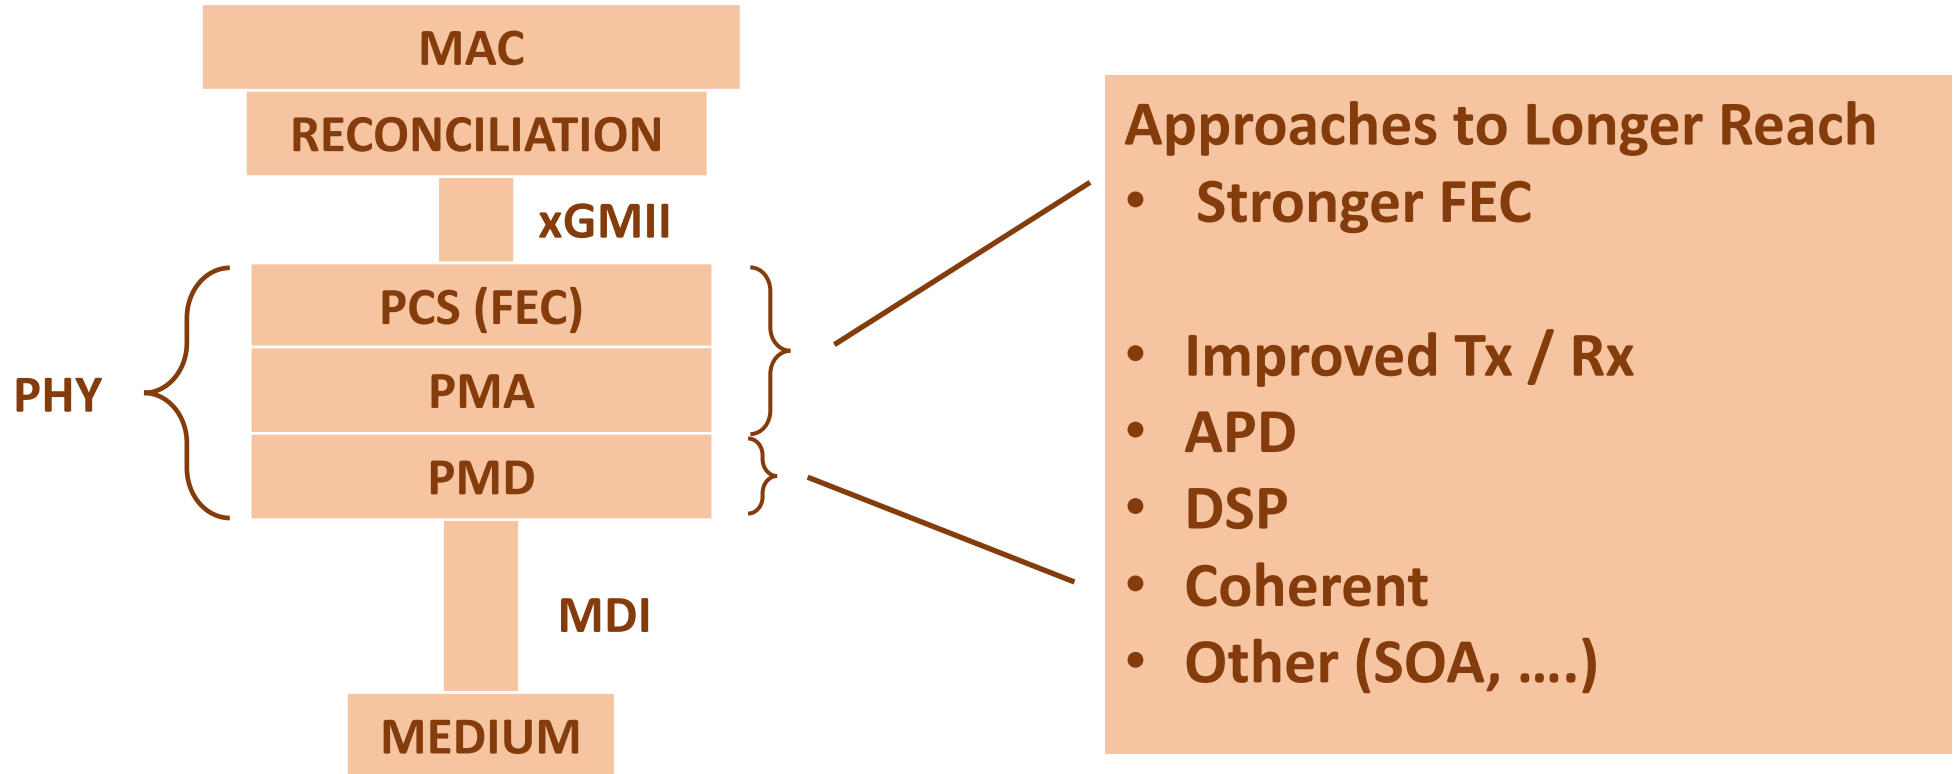 MAC
RECONCILIATION
xGMII
PCS (FEC)
PMA
PMD
PHY
MDI
MEDIUM
Approaches to Longer Reach
• Stronger FEC
• Improved Tx / Rx
• APD
• DSP
• Coherent
• Other (SOA, ....)